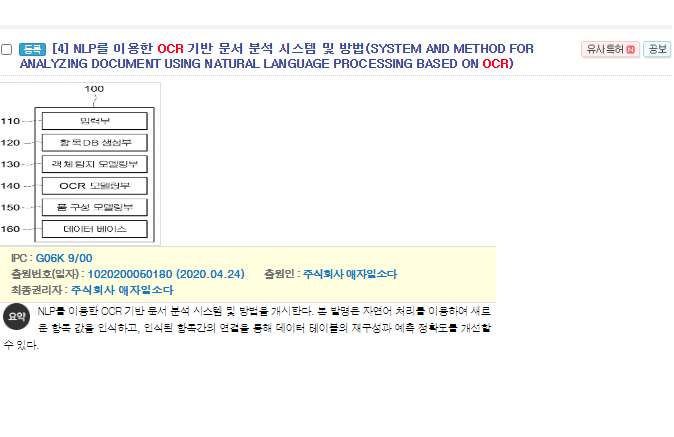 등록 [4] NLP를 이용한 OCR 기반 문서 분석 시스템 및 방법(SYSTEM AND METHOD FOR
ANALYZING DOCUMENT USING NATURAL LANGUAGE PROCESSING BASED ON OCR)
유사특허 N 공보
100
110 입력부
120 항목DB 생성부
130 객체 탐지 모델링부
140 OCR 모델링부
150 폼 구성 모델링부
160 데이터 베이스
IPC : G06K 9/00
출원번호(일자) : 1020200050180 (2020.04.24) 출원인 : 주식회사 애자일소다
최종권리자 : 주식회사 애자일소다
요약 NLP를 이용한 OCR 기반 문서 분석 시스템 및 방법을 개시한다. 본 발명은 자연어 처리를 이용하여 새로
운 항목 값을 인식하고, 인식된 항목간의 연결을 통해 데이터 테이블의 재구성과 예측 정확도를 개선할
수 있다.